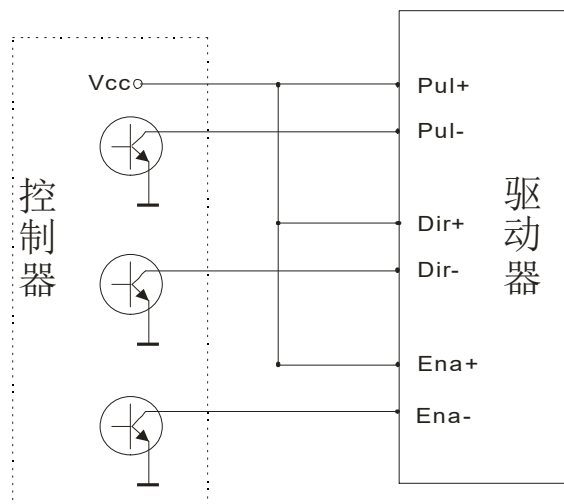 Vcc
Pul+
Pul-
控制器
驱动器
Dir+
Dir-
Ena+
Ena-